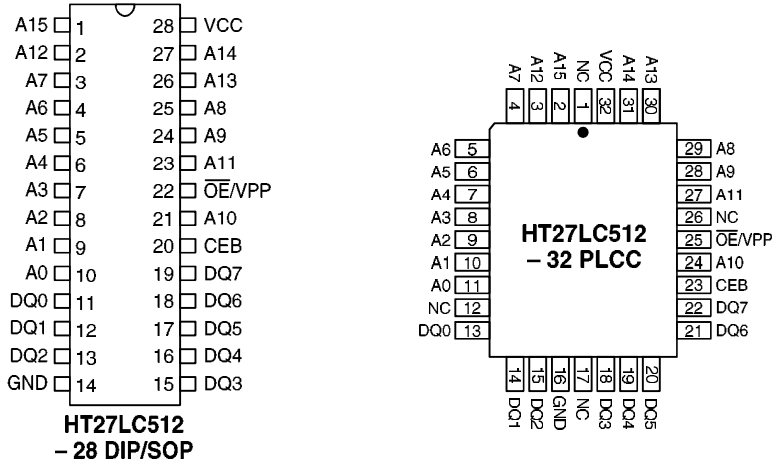 A15 1 28 VCC
A12 2 27 A14
A7 3 26 A13
A6 4 25 A8
A5 5 24 A9
A4 6 23 A11
A3 7 22 OE/VPP
A2 8 21 A10
A1 9 20 CEB
A0 10 19 DQ7
DQ0 11 18 DQ6
DQ1 12 17 DQ5
DQ2 13 16 DQ4
GND 14 15 DQ3
HT27LC512
– 28 DIP/SOP
A7 A12 A15 NC VCC A14 A13
4 3 2 1 32 31 30
A6 5 29 A8
A5 6 28 A9
A4 7 27 A11
A3 8 26 NC
A2 9 25 OE/VPP
A1 10 24 A10
A0 11 23 CEB
NC 12 22 DQ7
DQ0 13 21 DQ6
HT27LC512
– 32 PLCC
14 15 16 17 18 19 20
DQ1 DQ2 GND NC DQ3 DQ4 DQ5